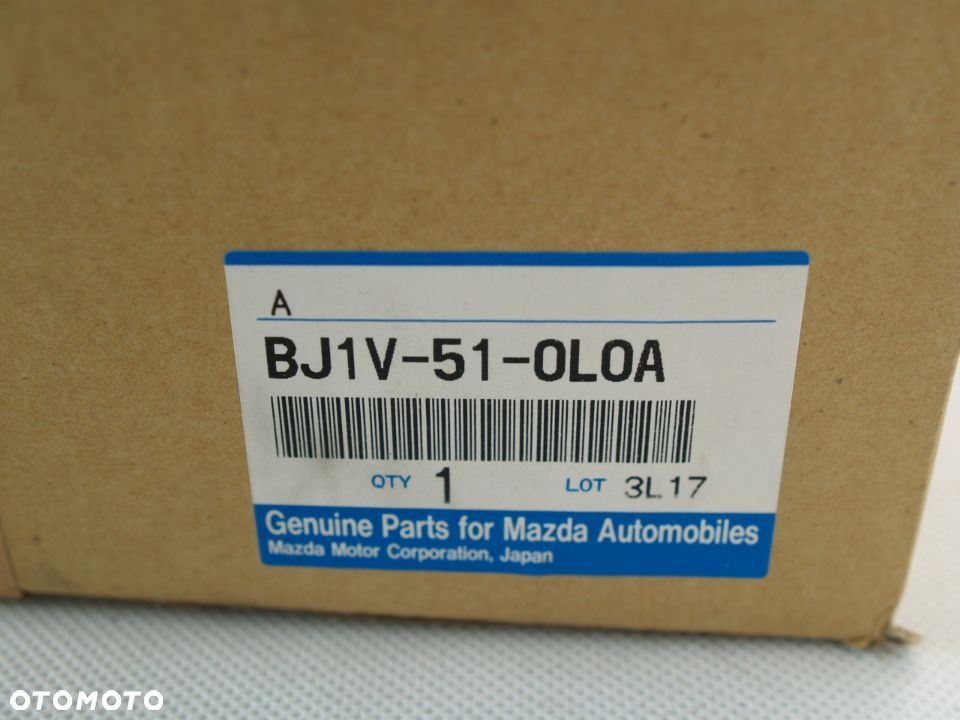 A
BJ1V-51-0L0A
QTY 1 LOT 3L17
Genuine Parts for Mazda Automobiles
Mazda Motor Corporation, Japan
OTOMOTO